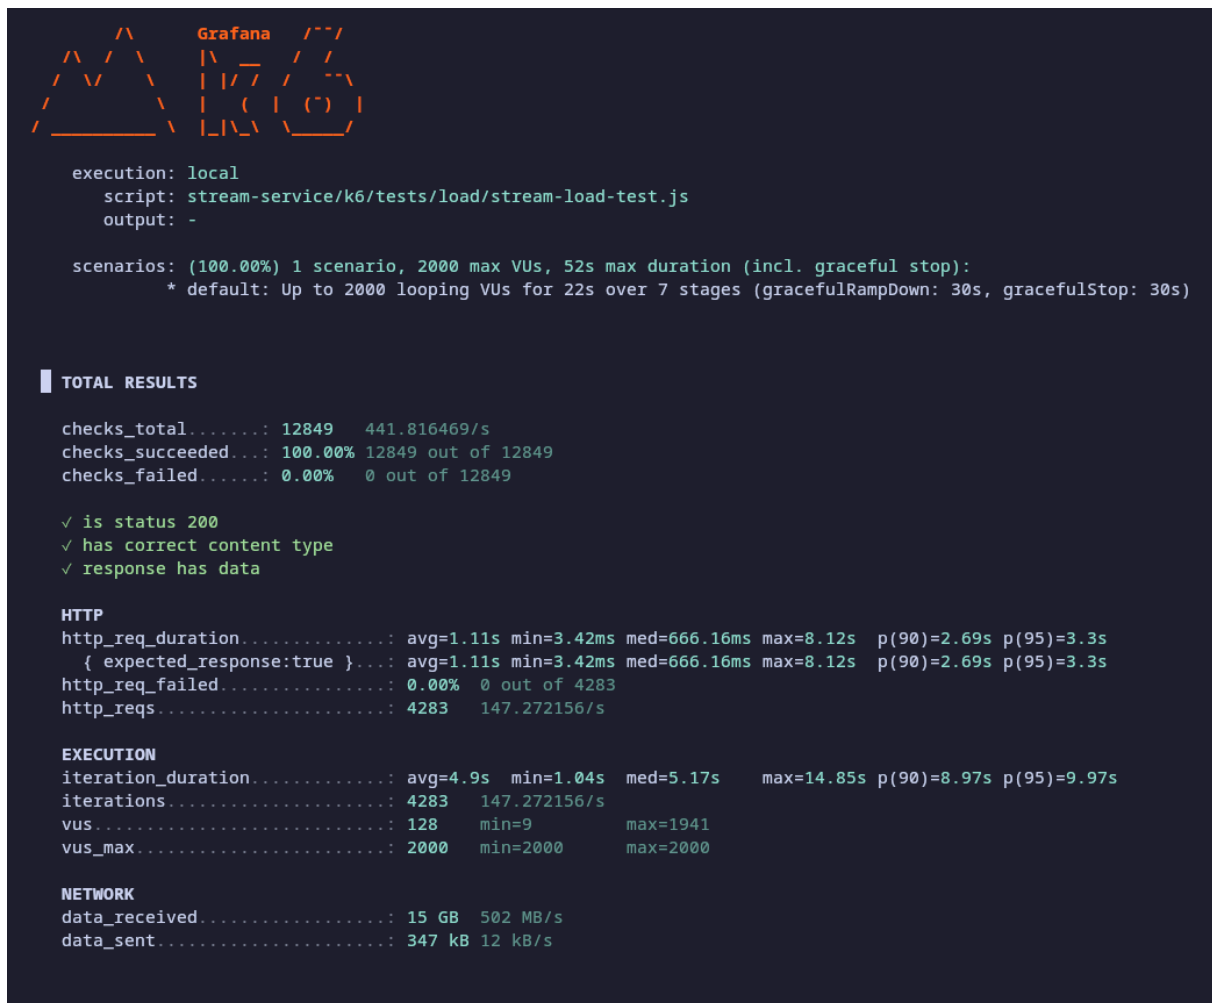 Grafana
execution: local
script: stream-service/k6/tests/load/stream-load-test.js
output: -
scenarios: (100.00%) 1 scenario, 2000 max VUs, 52s max duration (incl. graceful stop):
* default: Up to 2000 looping VUs for 22s over 7 stages (gracefulRampDown: 30s, gracefulStop: 30s)
TOTAL RESULTS
checks_total.......: 12849 441.816469/s
checks_succeeded...: 100.00% 12849 out of 12849
checks_failed......: 0.00% 0 out of 12849
✓ is status 200
✓ has correct content type
✓ response has data
HTTP
http_req_duration..............: avg=1.11s min=3.42ms med=666.16ms max=8.12s p(90)=2.69s p(95)=3.3s
{ expected_response:true }...: avg=1.11s min=3.42ms med=666.16ms max=8.12s p(90)=2.69s p(95)=3.3s
http_req_failed................: 0.00% 0 out of 4283
http_reqs......................: 4283 147.272156/s
EXECUTION
iteration_duration.............: avg=4.9s min=1.04s med=5.17s max=14.85s p(90)=8.97s p(95)=9.97s
iterations.....................: 4283 147.272156/s
vus............................: 128 min=9 max=1941
vus_max........................: 2000 min=2000 max=2000
NETWORK
data_received..................: 15 GB 502 MB/s
data_sent......................: 347 kB 12 kB/s